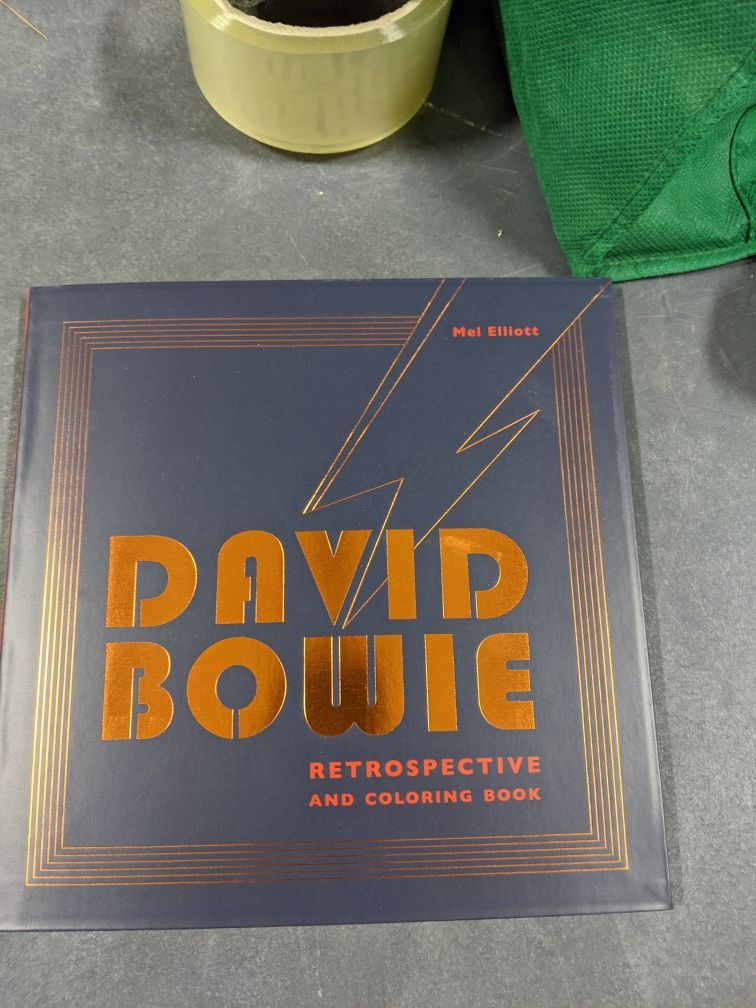 Mel Elliott
DAVID
BOWIE
RETROSPECTIVE
AND COLORING BOOK